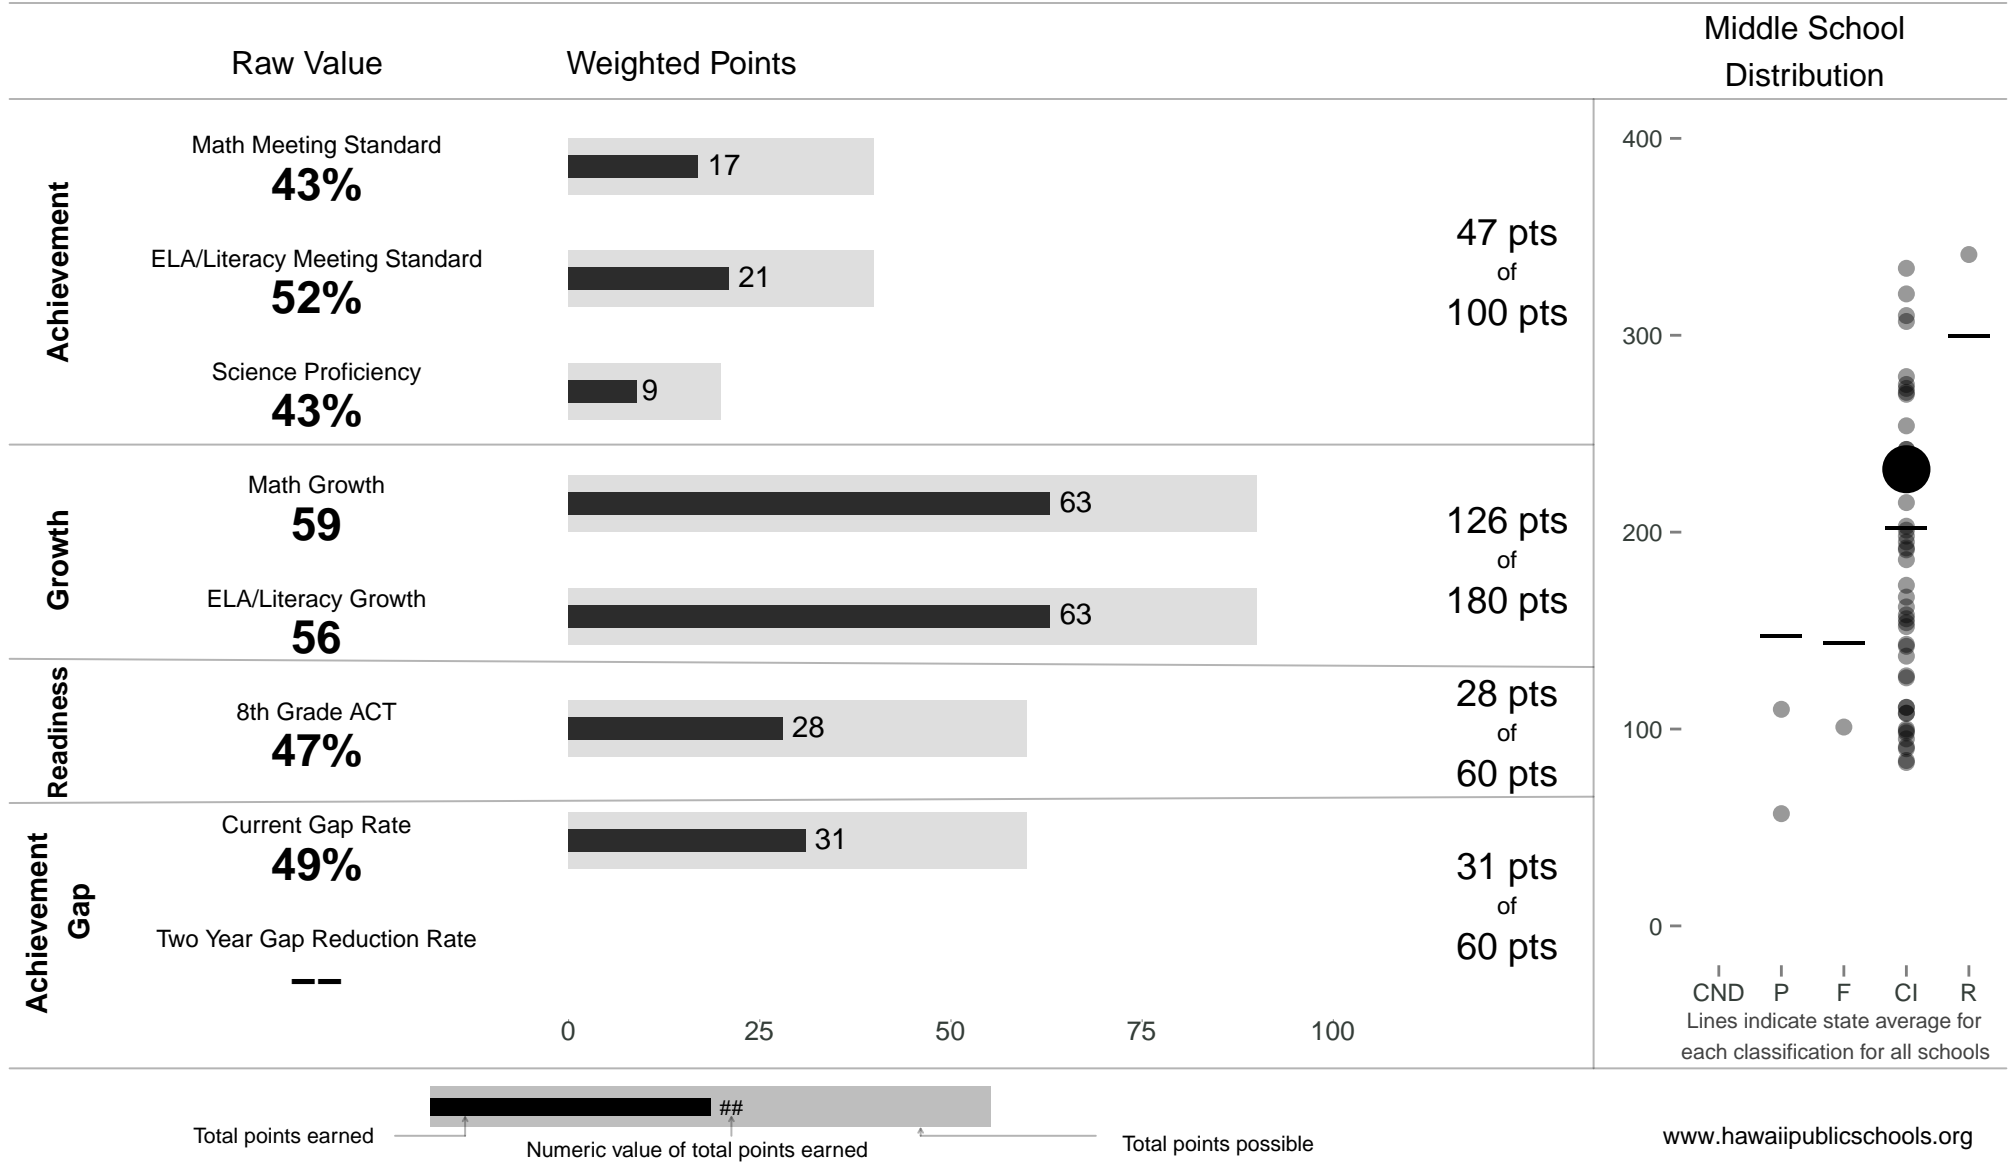 Raw Value
Weighted Points
Middle School
Distribution
Achievement
Math Meeting Standard
43%
17
ELA/Literacy Meeting Standard
52%
21
Science Proficiency
43%
9
47 pts
of
100 pts
Growth
Math Growth
59
63
ELA/Literacy Growth
56
63
126 pts
of
180 pts
Readiness
8th Grade ACT
47%
28
28 pts
of
60 pts
Achievement
Gap
Current Gap Rate
49%
31
Two Year Gap Reduction Rate
––
31 pts
of
60 pts
0 25 50 75 100
400
300
200
100
0
CND P F CI R
Lines indicate state average for
each classification for all schools
##
Total points earned
Numeric value of total points earned
Total points possible
www.hawaiipublicschools.org